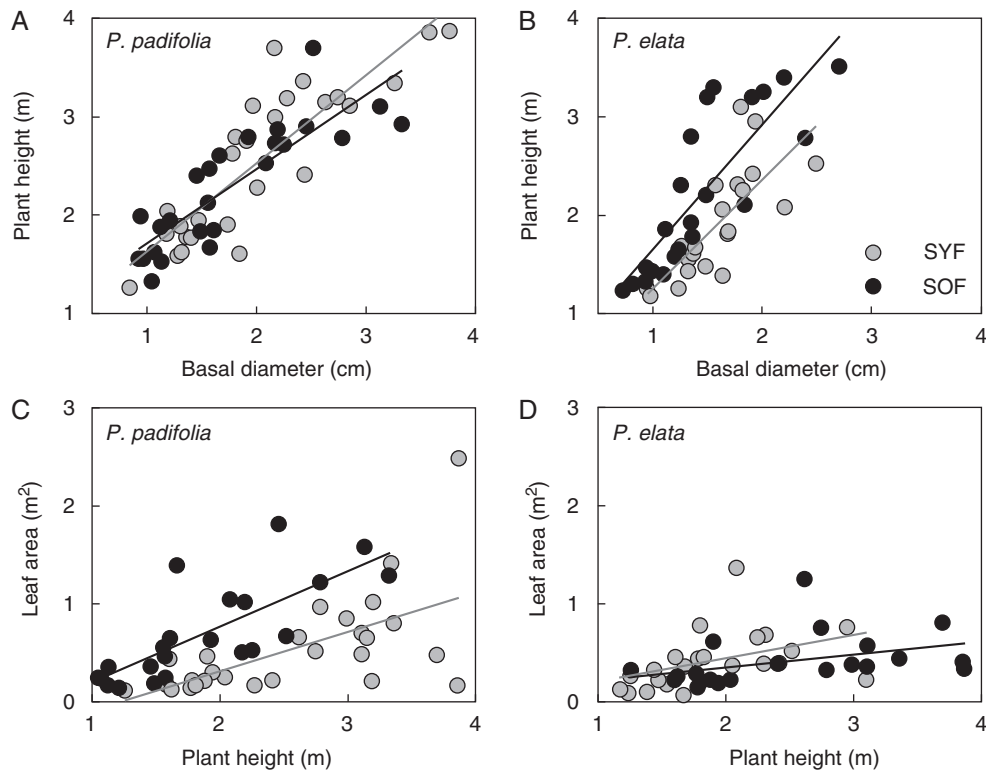 A
P. padifolia
Plant height (m)
4
3
2
1
1
2
3
4
Basal diameter (cm)
B
P. elata
Plant height (m)
4
3
2
1
1
2
3
4
Basal diameter (cm)
SYF
SOF
C
P. padifolia
Leaf area (m²)
3
2
1
0
1
2
3
4
Plant height (m)
D
P. elata
Leaf area (m²)
3
2
1
0
1
2
3
4
Plant height (m)